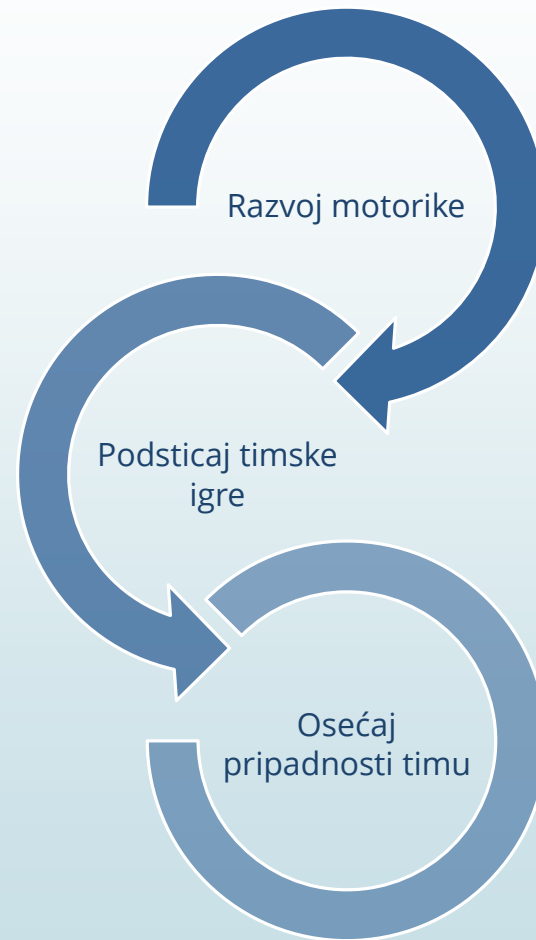 Razvoj motorike
Podsticaj timske
igre
Osećaj
pripadnosti timu